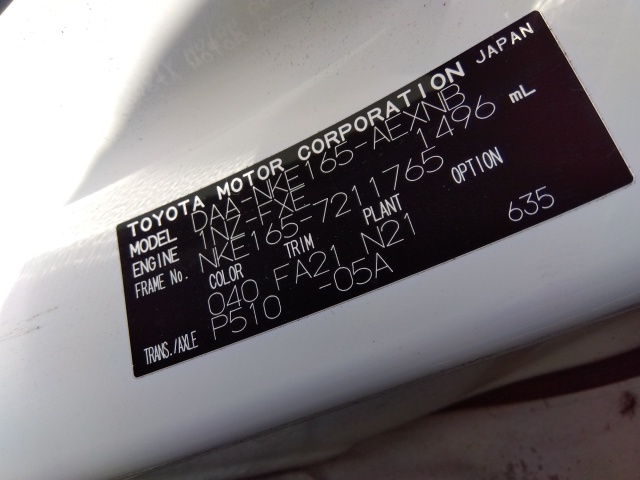 TOYOTA MOTOR CORPORATION JAPAN
MODEL DAA-NKE165-AEXNB
ENGINE 1NZ-FXE 1496 mL
FRAME No. NKE165-7211765
COLOR TRIM PLANT OPTION
040 FA21 N21 635
TRANS./AXLE P510 -05A